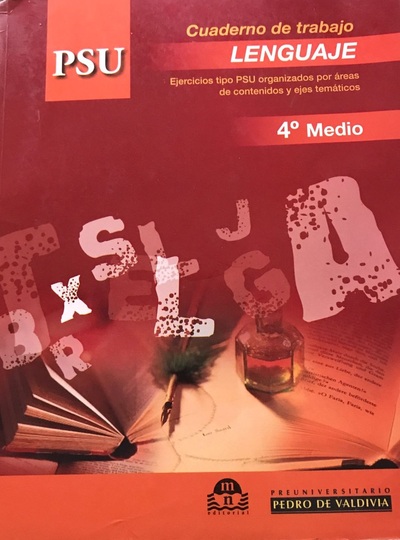 PSU
Cuaderno de trabajo
LENGUAJE
Ejercicios tipo PSU organizados por áreas
de contenidos y ejes temáticos
4º Medio
T S J A
B X E L G
R L
mn
editorial
PREUNIVERSITARIO
PEDRO DE VALDIVIA